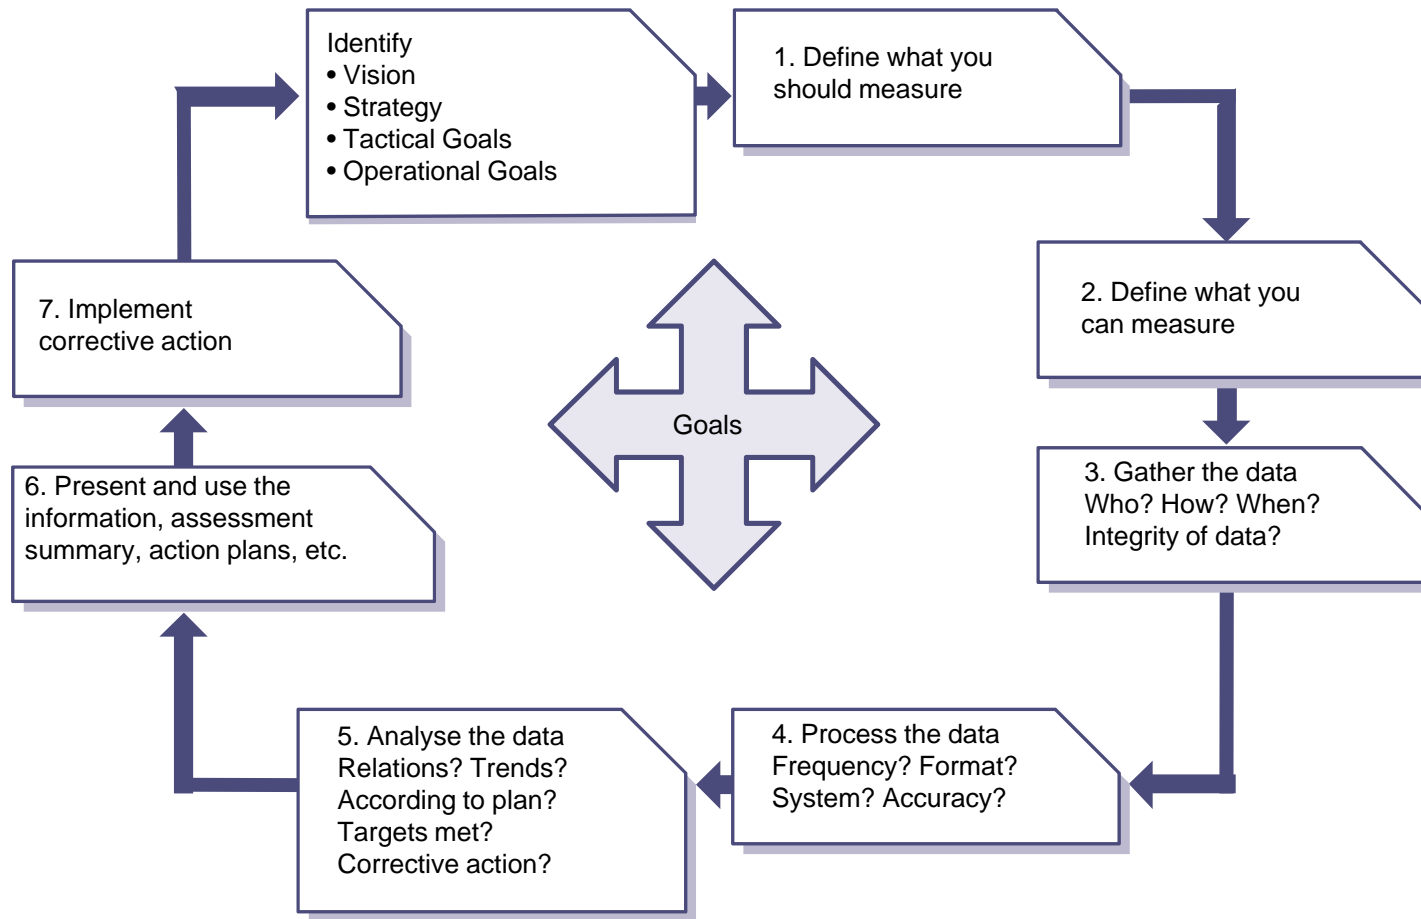 Identify
• Vision
• Strategy
• Tactical Goals
• Operational Goals
1. Define what you
should measure
2. Define what you
can measure
3. Gather the data
Who? How? When?
Integrity of data?
4. Process the data
Frequency? Format?
System? Accuracy?
5. Analyse the data
Relations? Trends?
According to plan?
Targets met?
Corrective action?
6. Present and use the
information, assessment
summary, action plans, etc.
7. Implement
corrective action
Goals